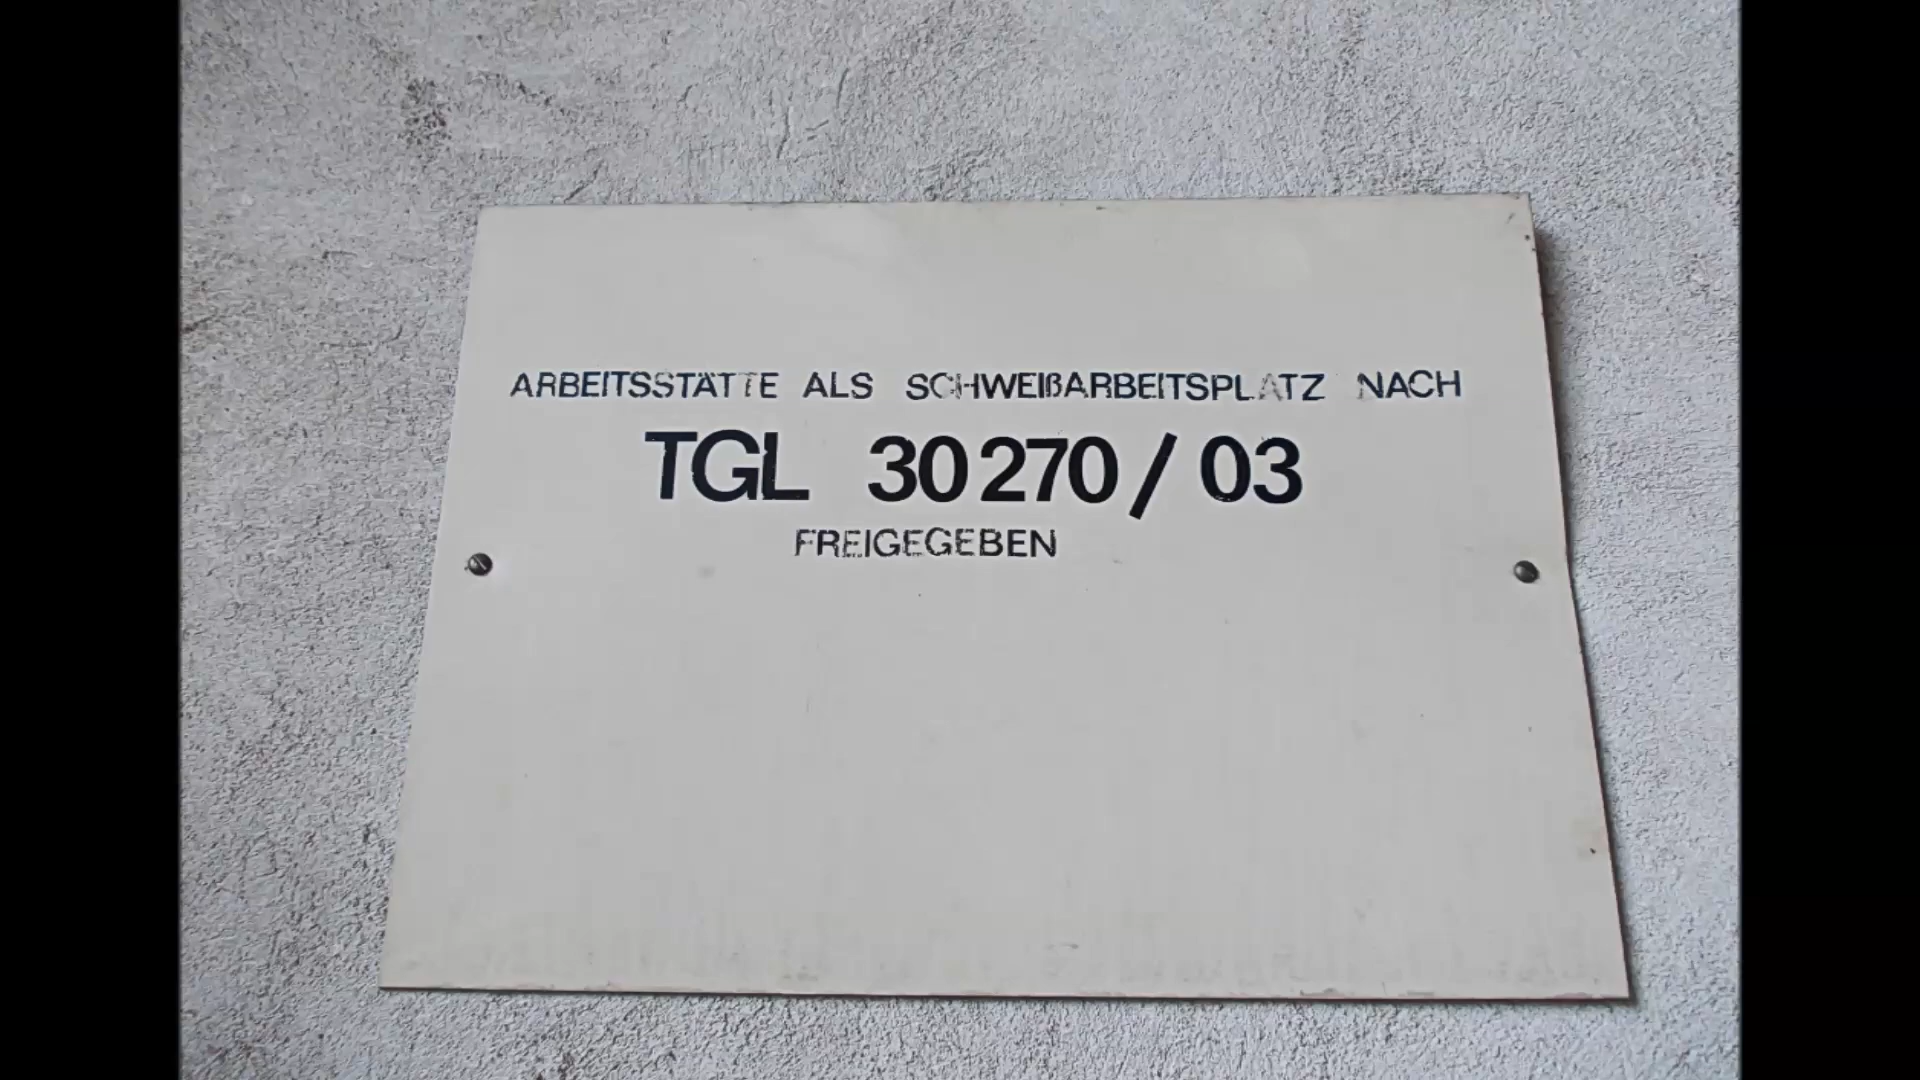 ARBEITSSTÄTTE ALS SCHWEIßARBEITSPLATZ NACH
TGL 30270/03
FREIGEGEBEN